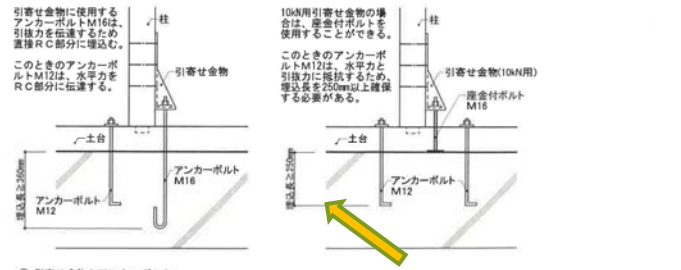 引寄せ金物に使用する
アンカーボルトM16は、
引抜力を伝達するため
直接RC部分に埋込む。
このときのアンカーボ
ルトM12は、水平力を
RC部分に伝達する。
柱
引寄せ金物
土台
アンカーボルト
M16
アンカーボルト
M12
埋込長≧360mm
10kN用引寄せ金物の場
合は、座金付ボルトを
使用することができる。
このときのアンカーボ
ルトM12は、水平力と
引抜力に抵抗するため、
埋込長を250mm以上確保
する必要がある。
柱
引寄せ金物(10kN用)
座金付ボルト
M16
土台
アンカーボルト
M12
埋込長≧250mm